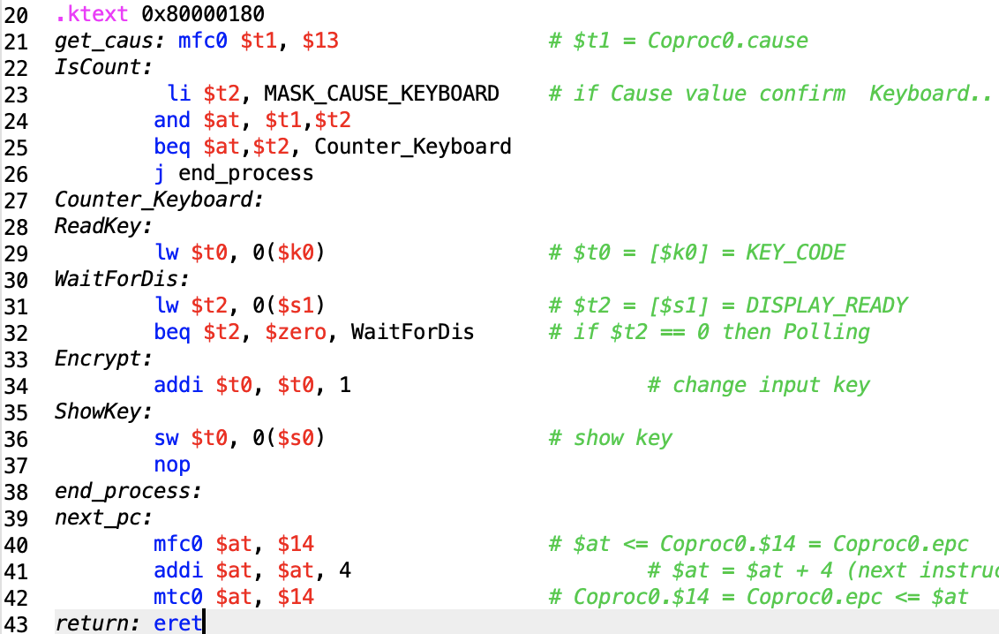 20 .ktext 0x80000180
21 get_caus: mfc0 $t1, $13 # $t1 = Coproc0.cause
22 IsCount:
23 li $t2, MASK_CAUSE_KEYBOARD # if Cause value confirm Keyboard..
24 and $at, $t1,$t2
25 beq $at,$t2, Counter_Keyboard
26 j end_process
27 Counter_Keyboard:
28 ReadKey:
29 lw $t0, 0($k0) # $t0 = [$k0] = KEY_CODE
30 WaitForDis:
31 lw $t2, 0($s1) # $t2 = [$s1] = DISPLAY_READY
32 beq $t2, $zero, WaitForDis # if $t2 == 0 then Polling
33 Encrypt:
34 addi $t0, $t0, 1 # change input key
35 ShowKey:
36 sw $t0, 0($s0) # show key
37 nop
38 end_process:
39 next_pc:
40 mfc0 $at, $14 # $at <= Coproc0.$14 = Coproc0.epc
41 addi $at, $at, 4 # $at = $at + 4 (next instruc
42 mtc0 $at, $14 # Coproc0.$14 = Coproc0.epc <= $at
43 return: eret